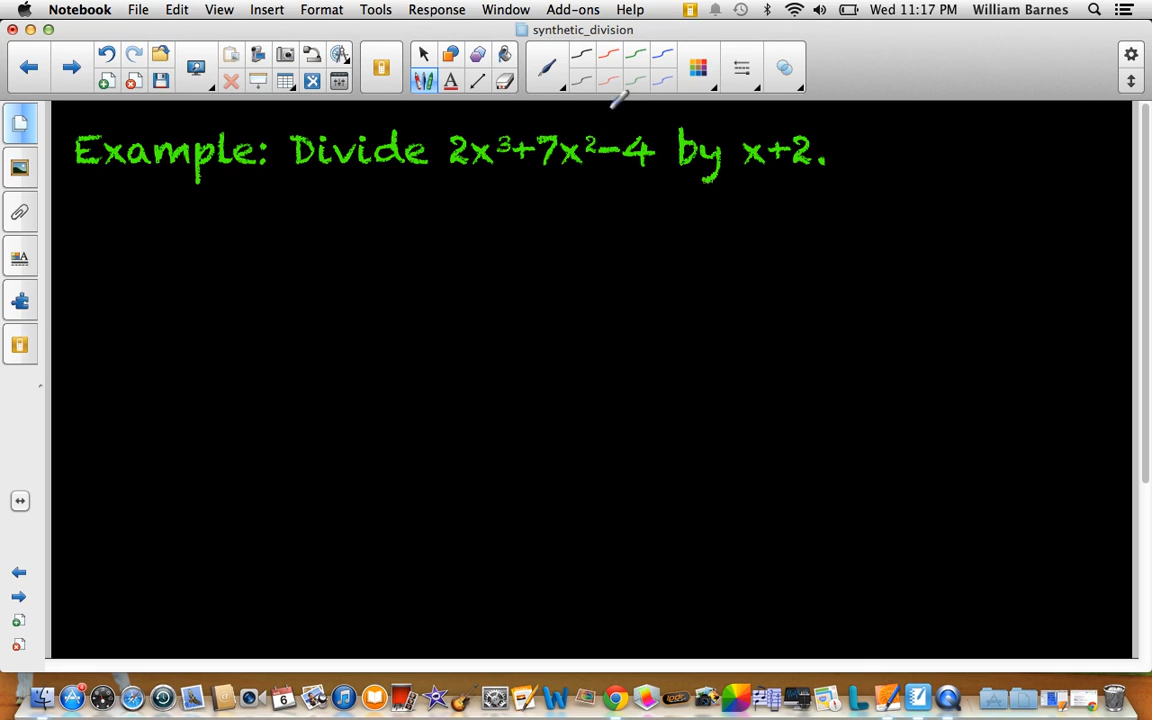 Notebook File Edit View Insert Format Tools Response Window Add-ons Help Wed 11:17 PM William Barnes
synthetic_division
Example: Divide 2x³+7x²-4 by x+2.